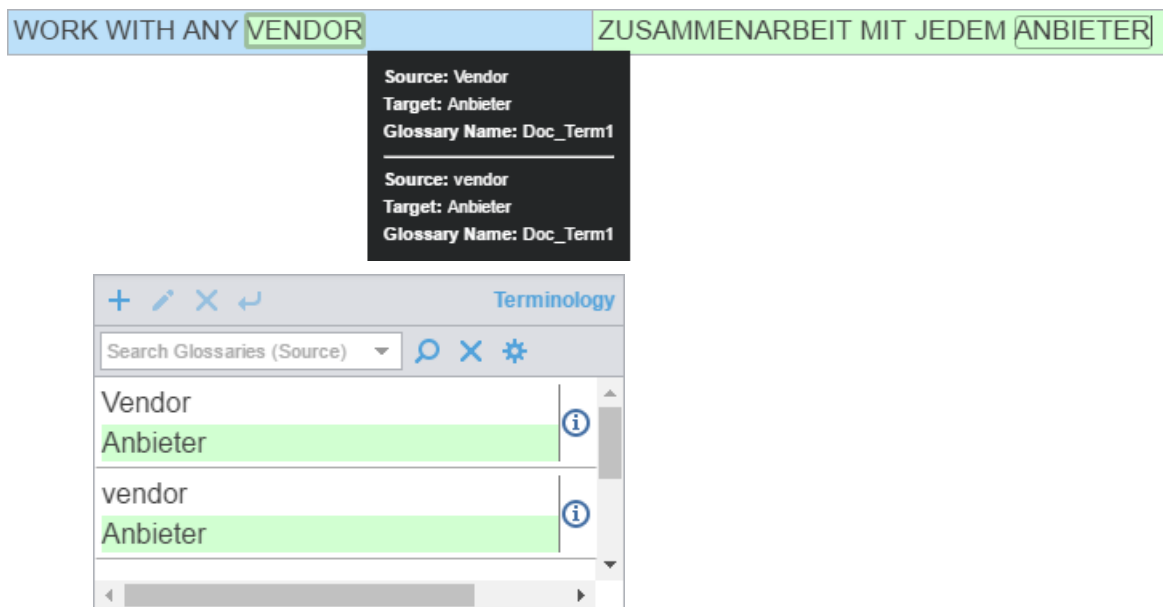 WORK WITH ANY VENDOR
ZUSAMMENARBEIT MIT JEDEM ANBIETER
Source: Vendor
Target: Anbieter
Glossary Name: Doc_Term1
Source: vendor
Target: Anbieter
Glossary Name: Doc_Term1
Terminology
Search Glossaries (Source)
Vendor
Anbieter
vendor
Anbieter